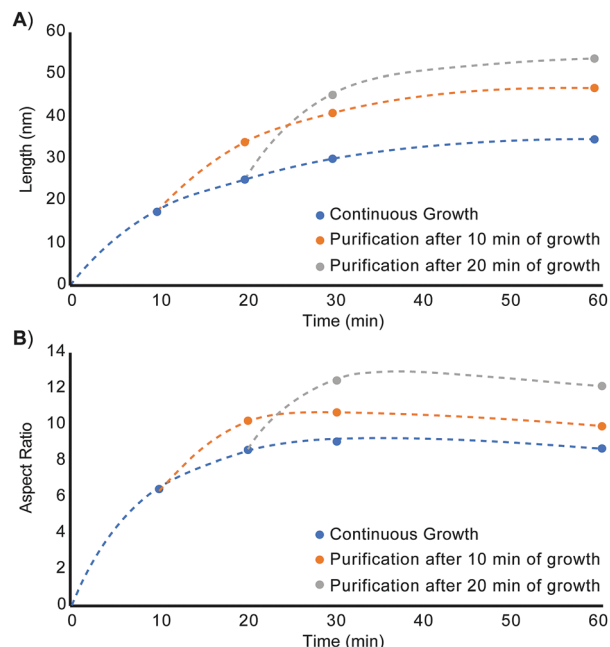 A)
60
50
40
30
20
10
0
Length (nm)
Continuous Growth
Purification after 10 min of growth
Purification after 20 min of growth
0 10 20 30 40 50 60
Time (min)
B)
14
12
10
8
6
4
2
0
Aspect Ratio
Continuous Growth
Purification after 10 min of growth
Purification after 20 min of growth
0 10 20 30 40 50 60
Time (min)